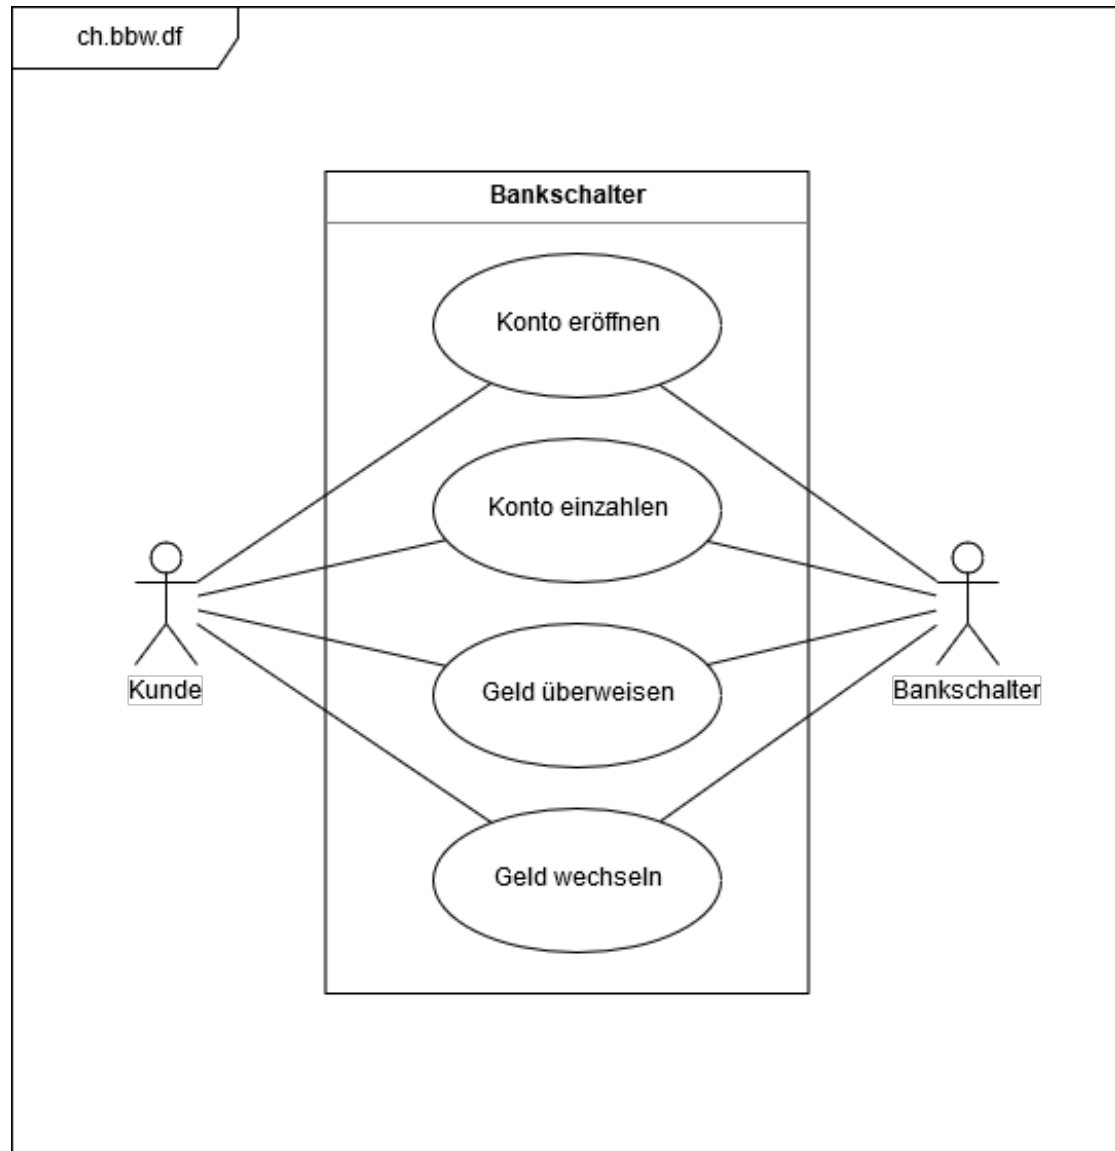 ch.bbw.df
Bankschalter
Konto eröffnen
Konto einzahlen
Geld überweisen
Geld wechseln
Kunde
Bankschalter